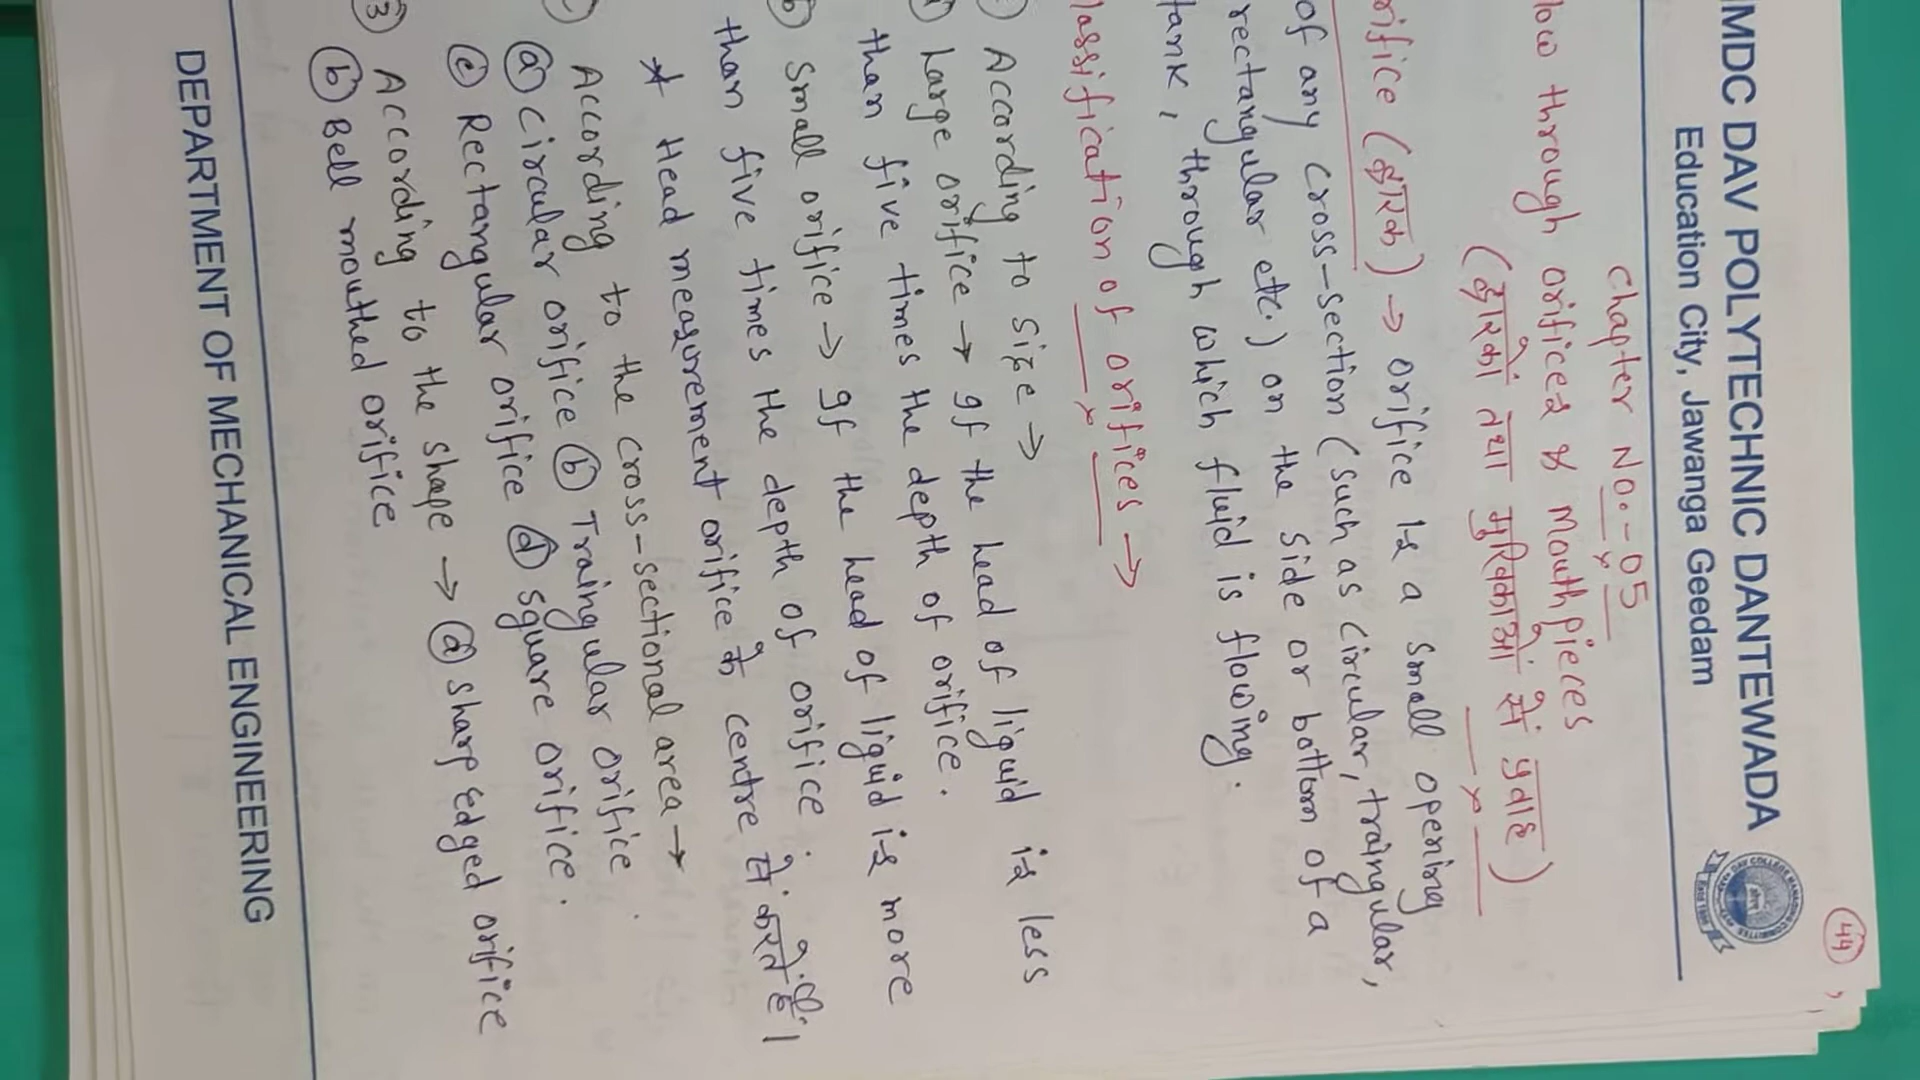 44
NMDC DAV POLYTECHNIC DANTEWADA
Education City, Jawanga Geedam
Chapter No.-05
low through orifices & Mouthpieces
(द्वारिकाओं तथा मुखिकाओं से प्रवाह)
rifice (द्वारिका) → orifice is a small opening
of any cross-section (such as circular, traingular,
rectangular etc.) on the side or bottom of a
tank, through which fluid is flowing.
lassification of orifices →
According to size →
Large orifice → If the head of liquid is less
than five times the depth of orifice.
b Small orifice → If the head of liquid is more
than five times the depth of orifice.
* Head measurement orifice के centre से करते हैं।
According to the cross-sectional area →
(a) circular orifice (b) Traingular orifice
(c) Rectangular orifice (d) square orifice.
3) According to the shape → (a) sharp edged orifice
(b) Bell mouthed orifice
DEPARTMENT OF MECHANICAL ENGINEERING